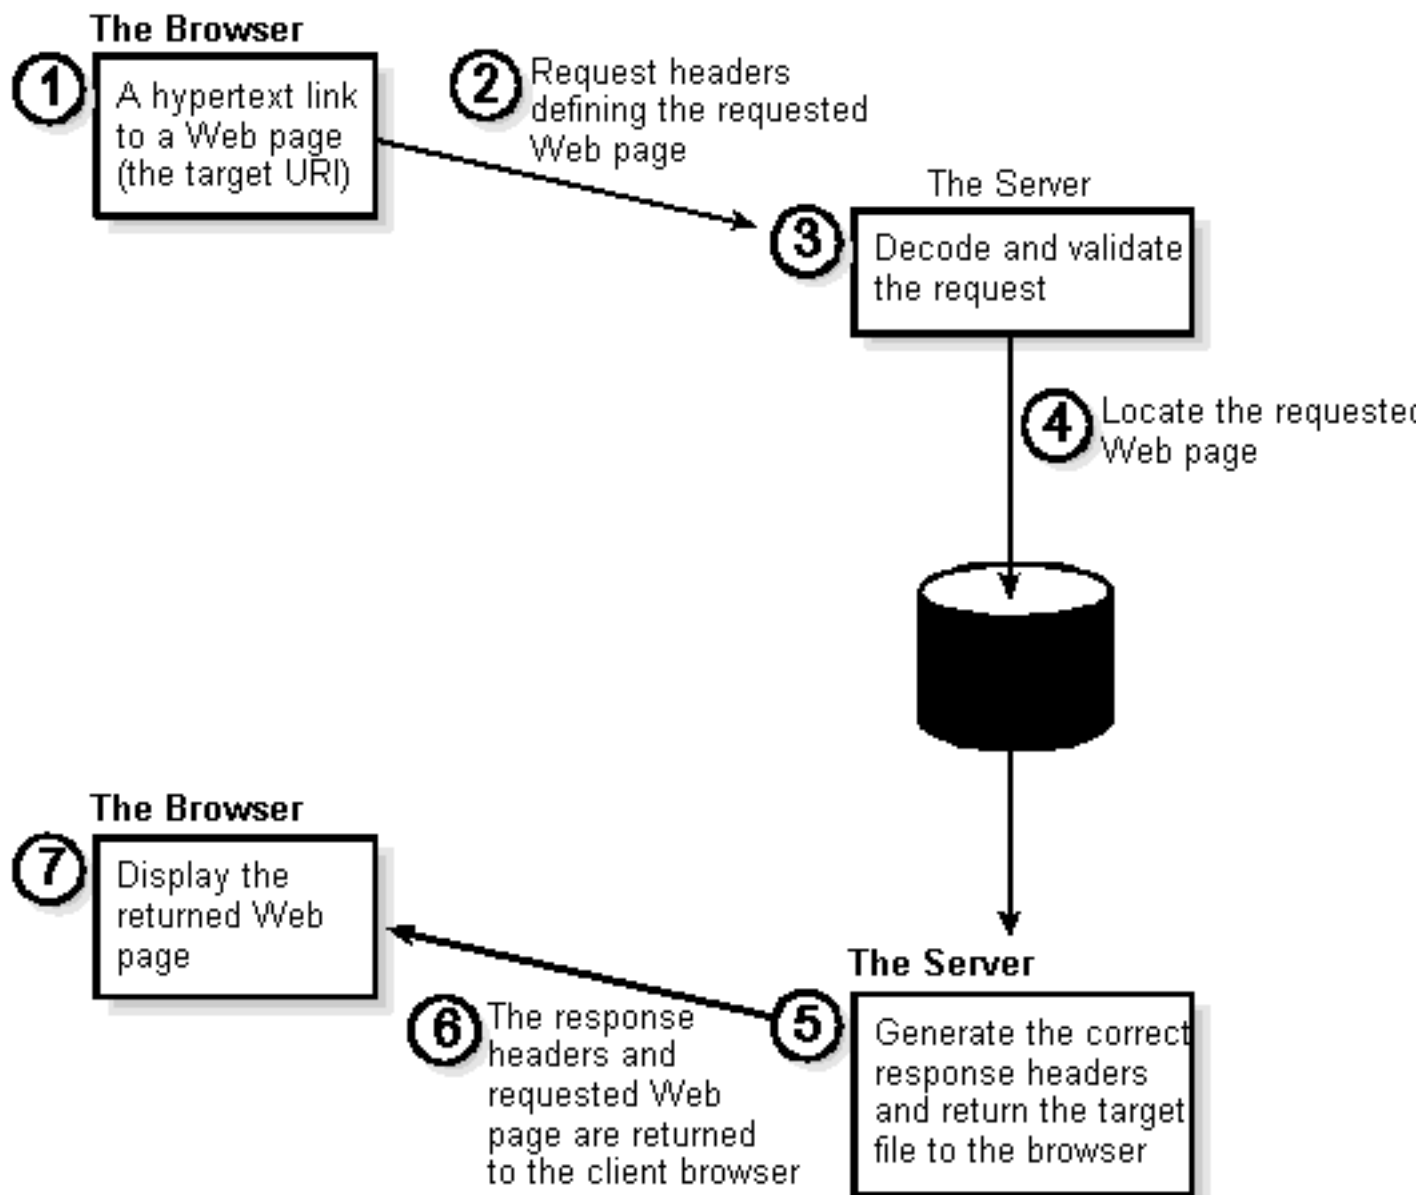 The Browser
1
A hypertext link
to a Web page
(the target URI)
2
Request headers
defining the requested
Web page
The Server
3
Decode and validate
the request
4
Locate the requested
Web page
The Server
5
Generate the correct
response headers
and return the target
file to the browser
6
The response
headers and
requested Web
page are returned
to the client browser
The Browser
7
Display the
returned Web
page